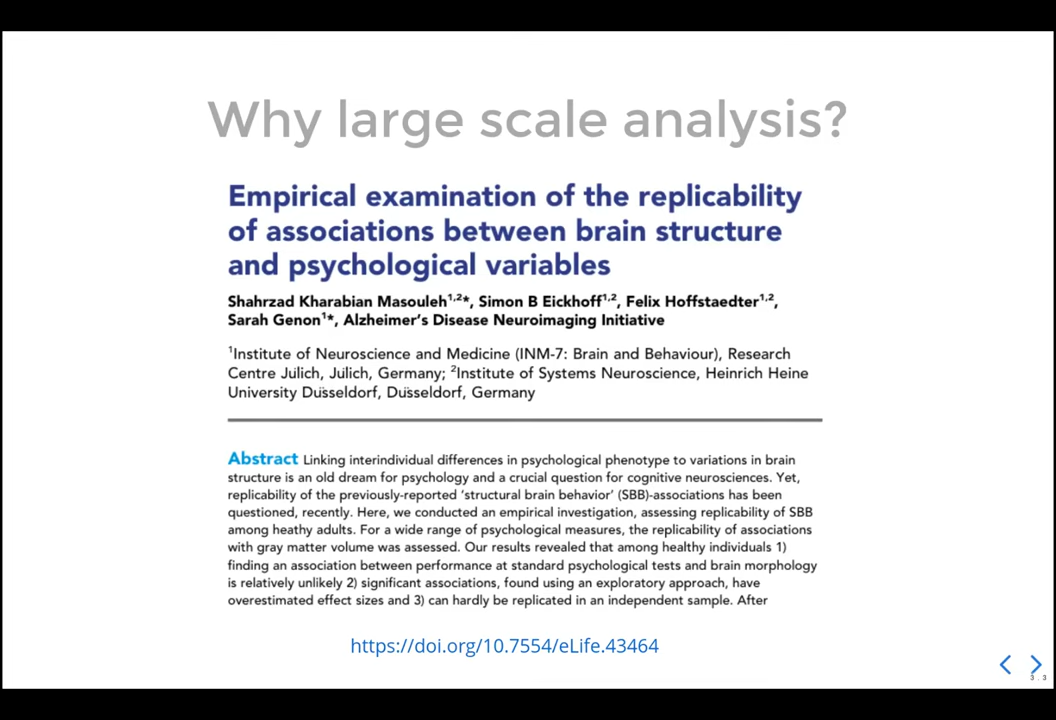 Why large scale analysis?
Empirical examination of the replicability
of associations between brain structure
and psychological variables
Shahrzad Kharabian Masouleh1,2*, Simon B Eickhoff1,2, Felix Hoffstaedter1,2,
Sarah Genon1*, Alzheimer's Disease Neuroimaging Initiative
1Institute of Neuroscience and Medicine (INM-7: Brain and Behaviour), Research
Centre Jülich, Jülich, Germany; 2Institute of Systems Neuroscience, Heinrich Heine
University Düsseldorf, Düsseldorf, Germany
Abstract Linking interindividual differences in psychological phenotype to variations in brain
structure is an old dream for psychology and a crucial question for cognitive neurosciences. Yet,
replicability of the previously-reported 'structural brain behavior' (SBB)-associations has been
questioned, recently. Here, we conducted an empirical investigation, assessing replicability of SBB
among heathy adults. For a wide range of psychological measures, the replicability of associations
with gray matter volume was assessed. Our results revealed that among healthy individuals 1)
finding an association between performance at standard psychological tests and brain morphology
is relatively unlikely 2) significant associations, found using an exploratory approach, have
overestimated effect sizes and 3) can hardly be replicated in an independent sample. After
https://doi.org/10.7554/eLife.43464
3.3